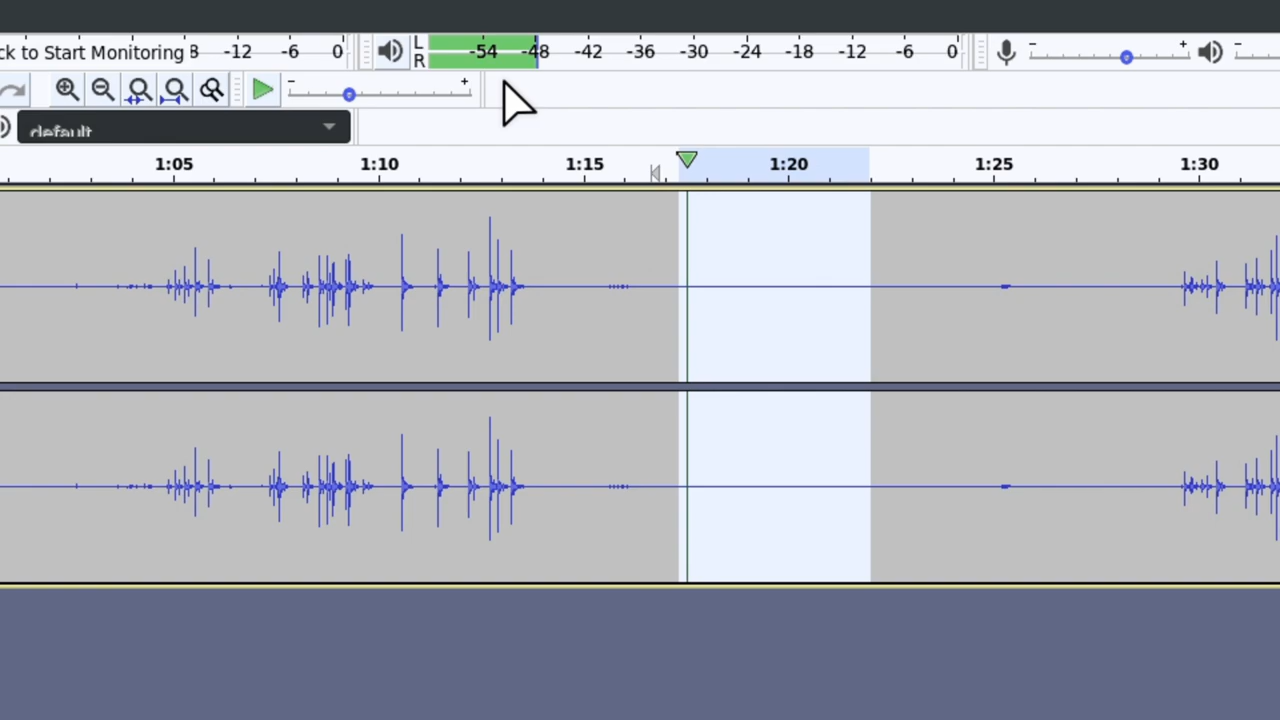 ck to Start Monitoring 8 -12 -6 0 L R -54 -48 -42 -36 -30 -24 -18 -12 -6 0
default
1:05 1:10 1:15 1:20 1:25 1:30